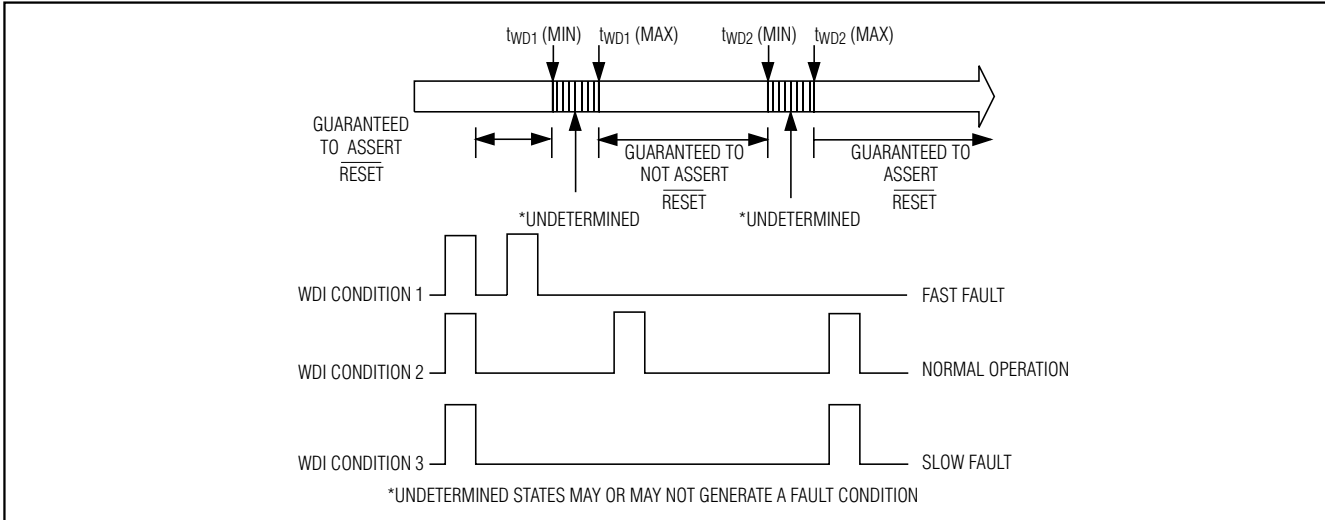 tWD1 (MIN) tWD1 (MAX) tWD2 (MIN) tWD2 (MAX)
GUARANTEED
TO ASSERT
RESET
GUARANTEED TO
NOT ASSERT
RESET
GUARANTEED TO
ASSERT
RESET
*UNDETERMINED
*UNDETERMINED
WDI CONDITION 1
FAST FAULT
WDI CONDITION 2
NORMAL OPERATION
WDI CONDITION 3
SLOW FAULT
*UNDETERMINED STATES MAY OR MAY NOT GENERATE A FAULT CONDITION